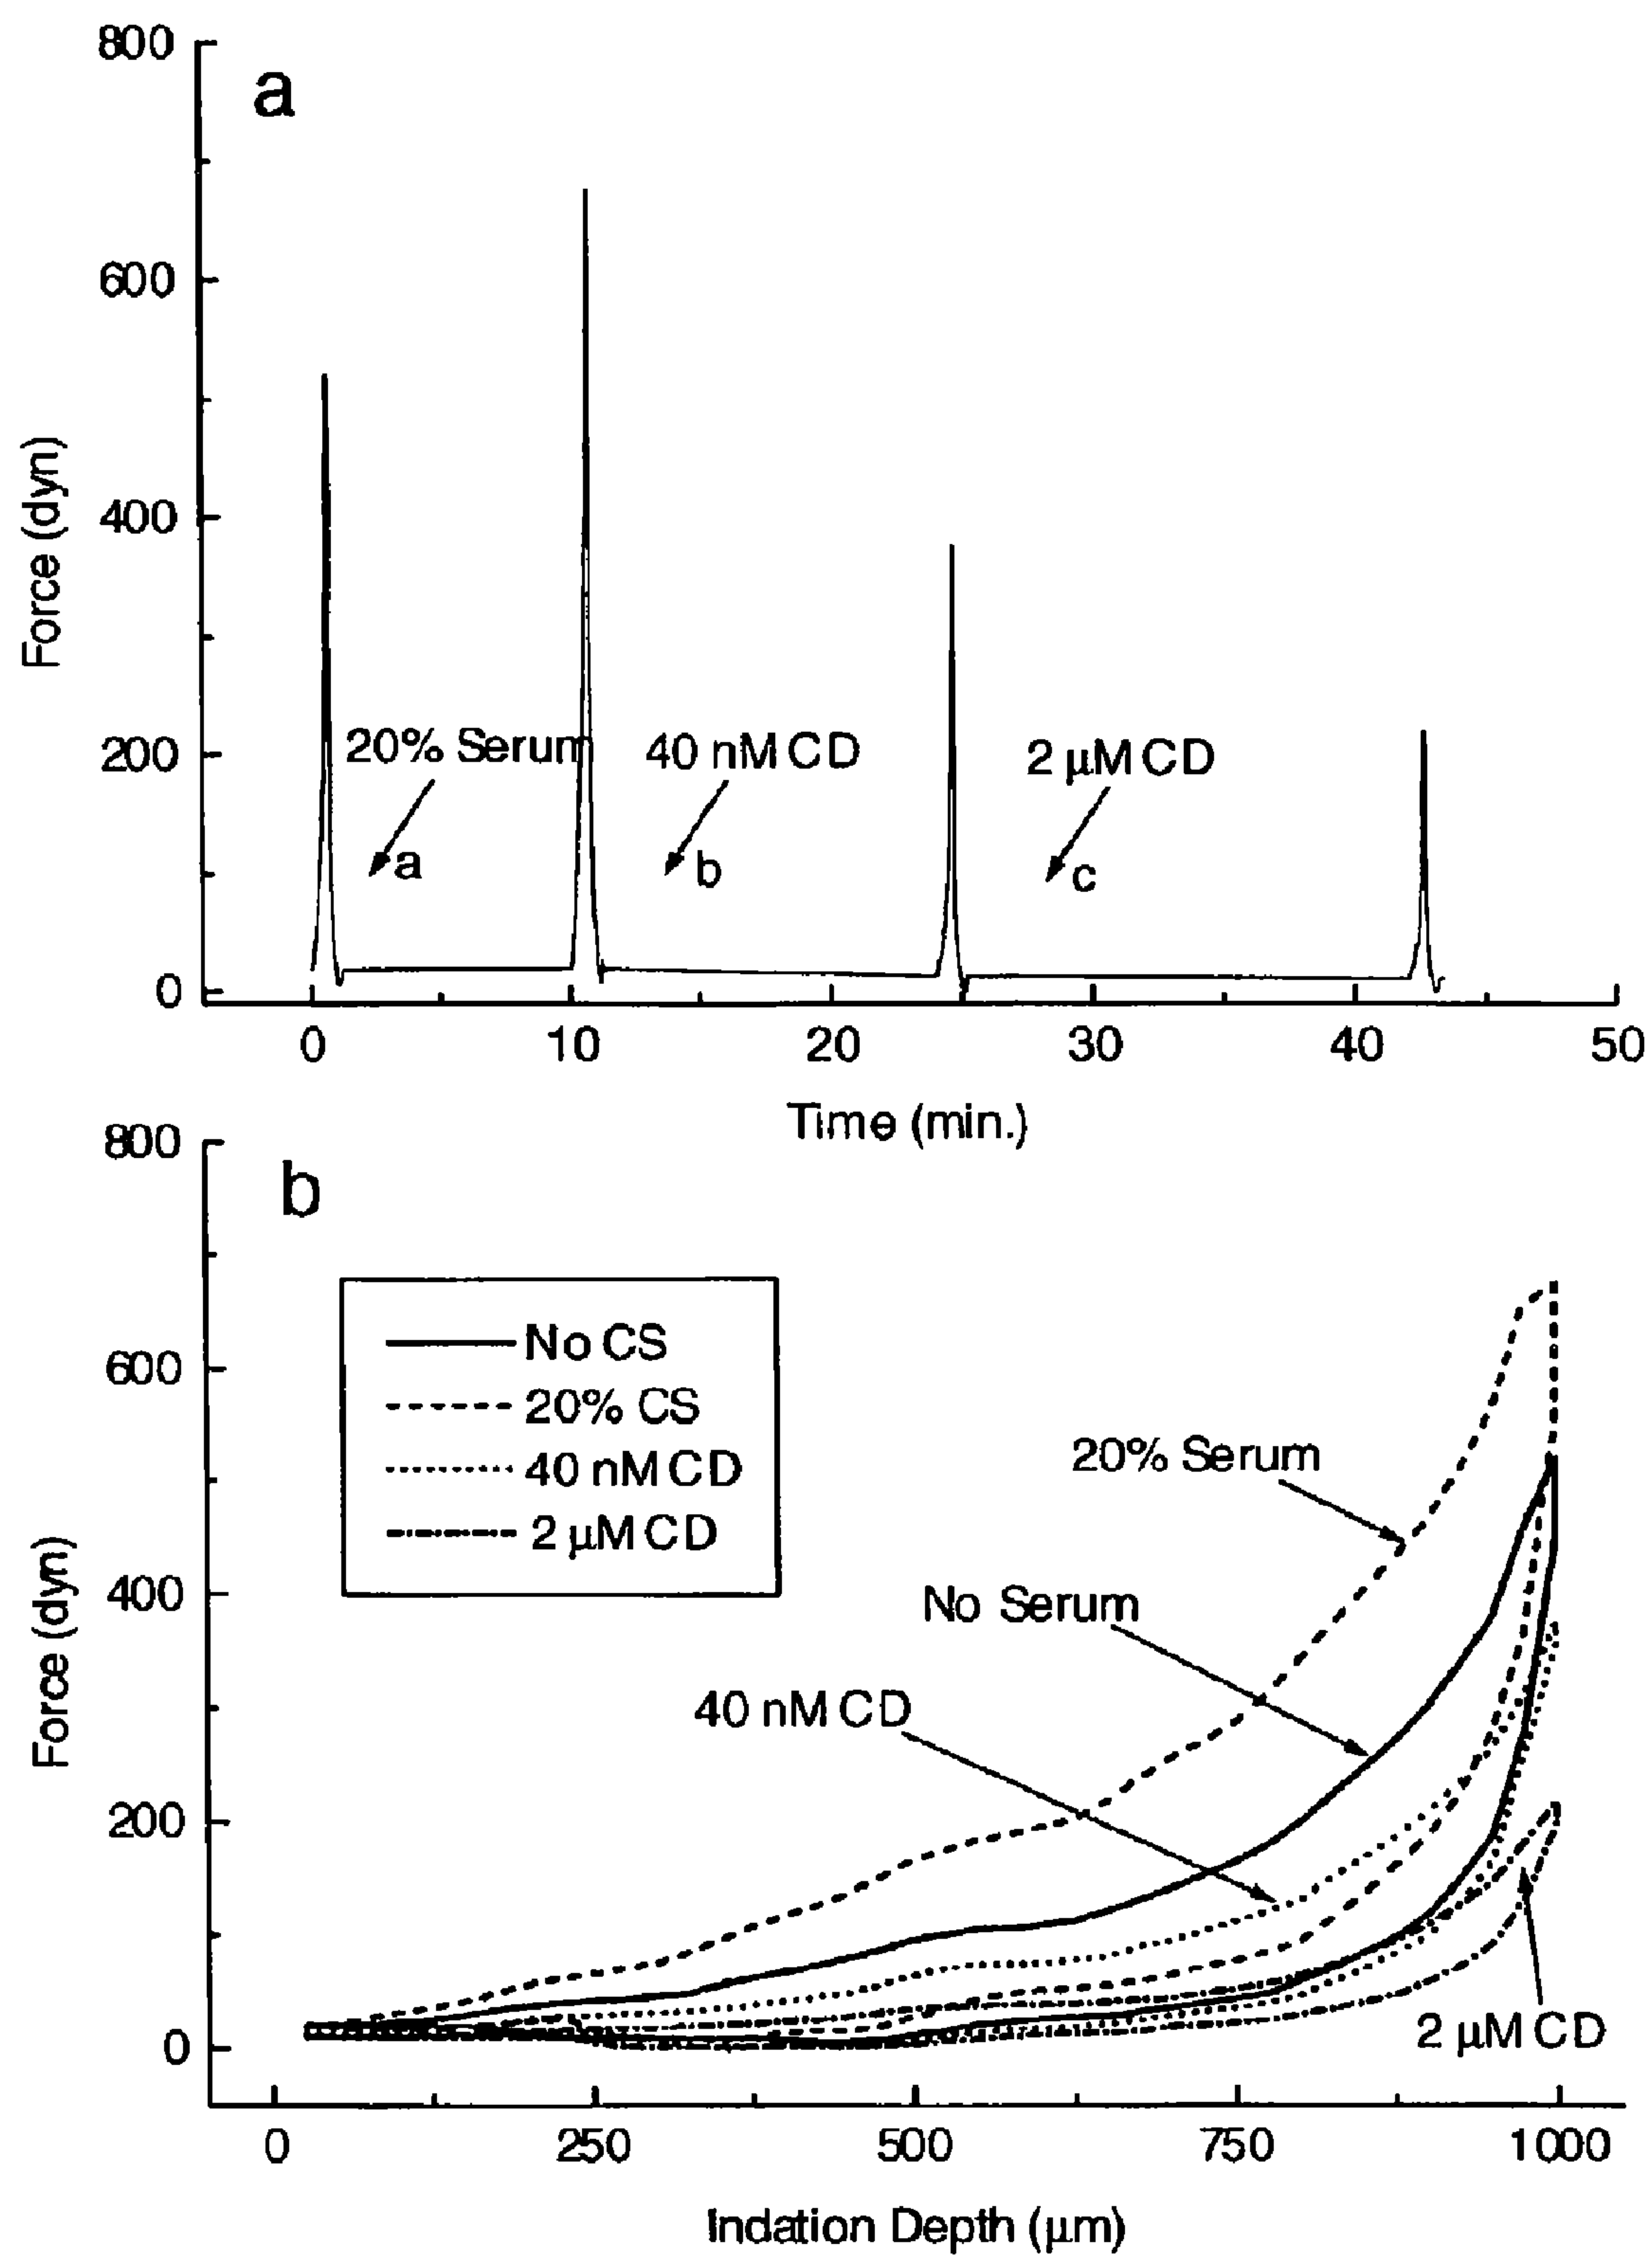 800
a
600
Force (dyn)
400
200
20% Serum
40 nM CD
2 µM CD
a
b
c
0
0 10 20 30 40 50
Time (min.)
800
b
No CS
20% CS
40 nM CD
2 µM CD
600
20% Serum
Force (dyn)
400
No Serum
40 nM CD
200
2 µM CD
0
0 250 500 750 1000
Indation Depth (µm)